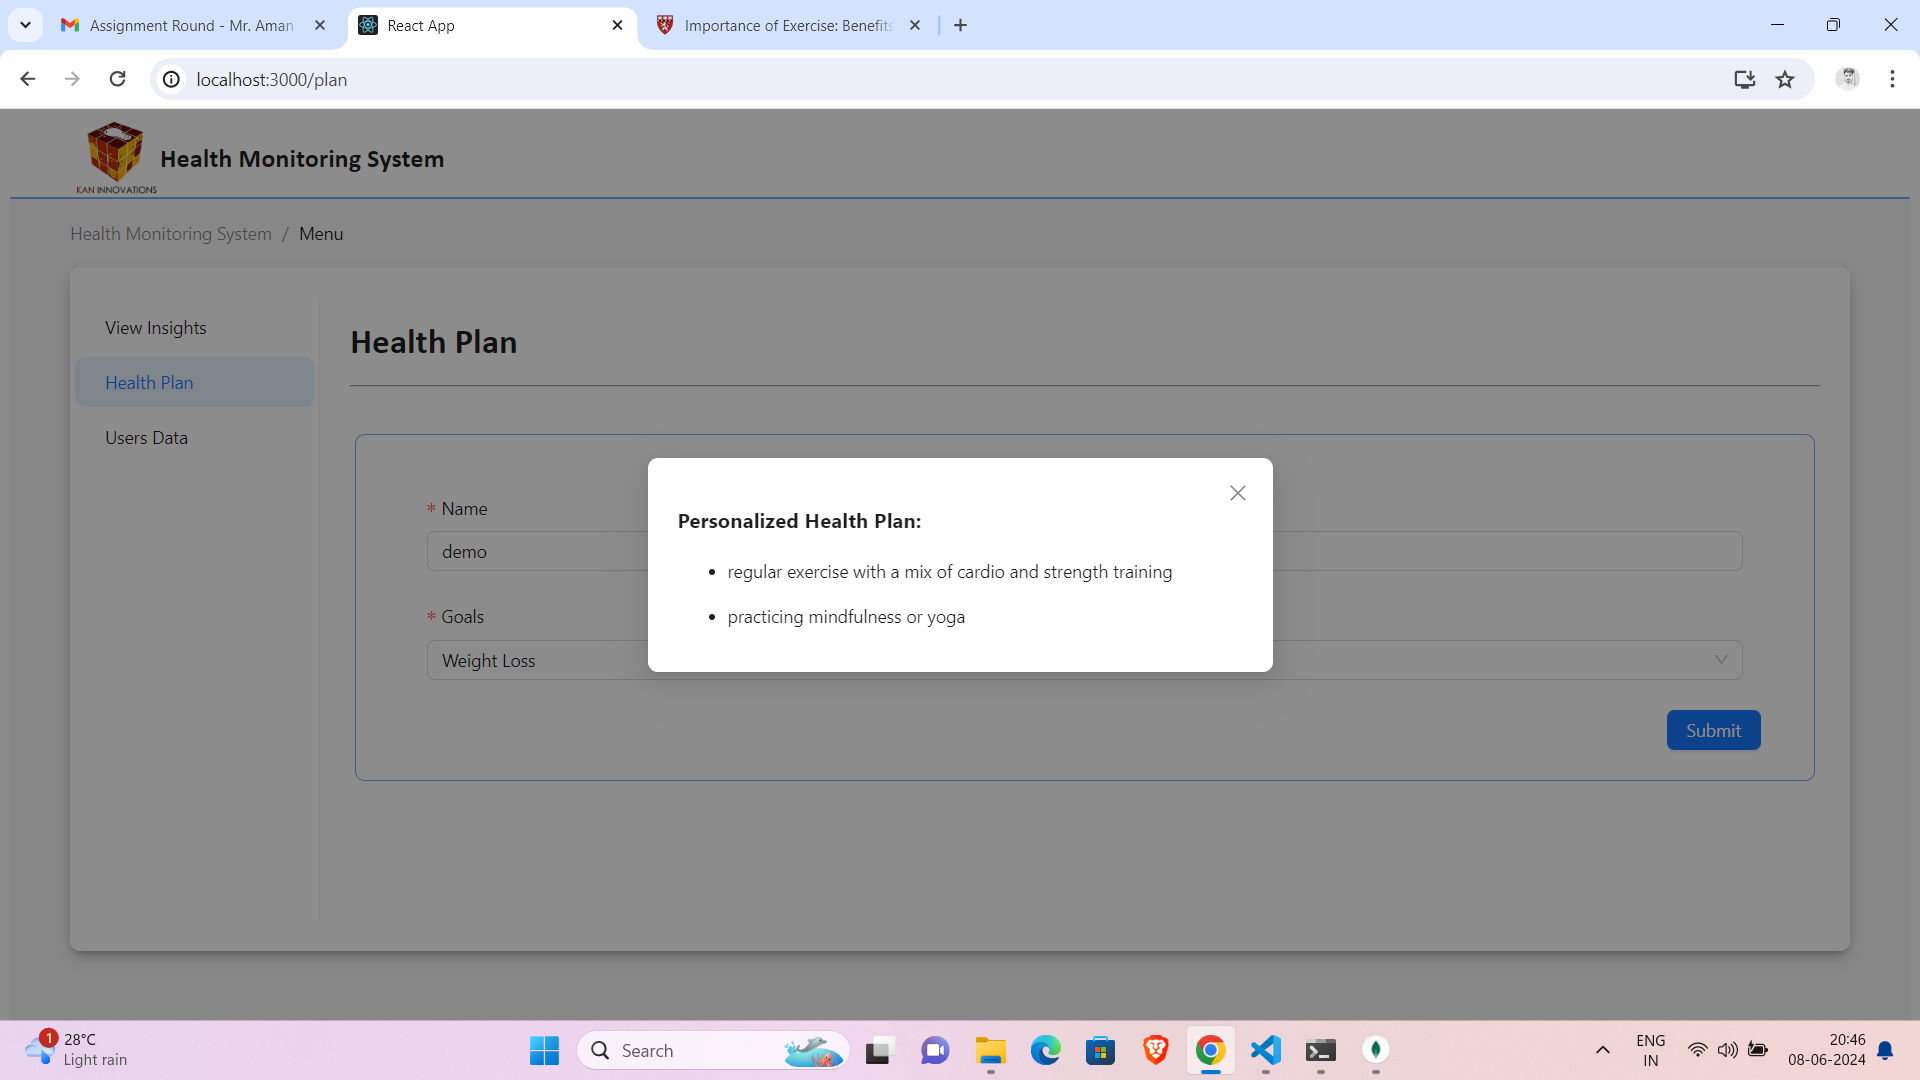 Assignment Round - Mr. Aman
React App
Importance of Exercise: Benefits
localhost:3000/plan
KAN INNOVATIONS
Health Monitoring System
Health Monitoring System / Menu
View Insights
Health Plan
Users Data
Health Plan
* Name
demo
* Goals
Weight Loss
Submit
Personalized Health Plan:
• regular exercise with a mix of cardio and strength training
• practicing mindfulness or yoga
1
28°C
Light rain
Search
ENG
IN
20:46
08-06-2024